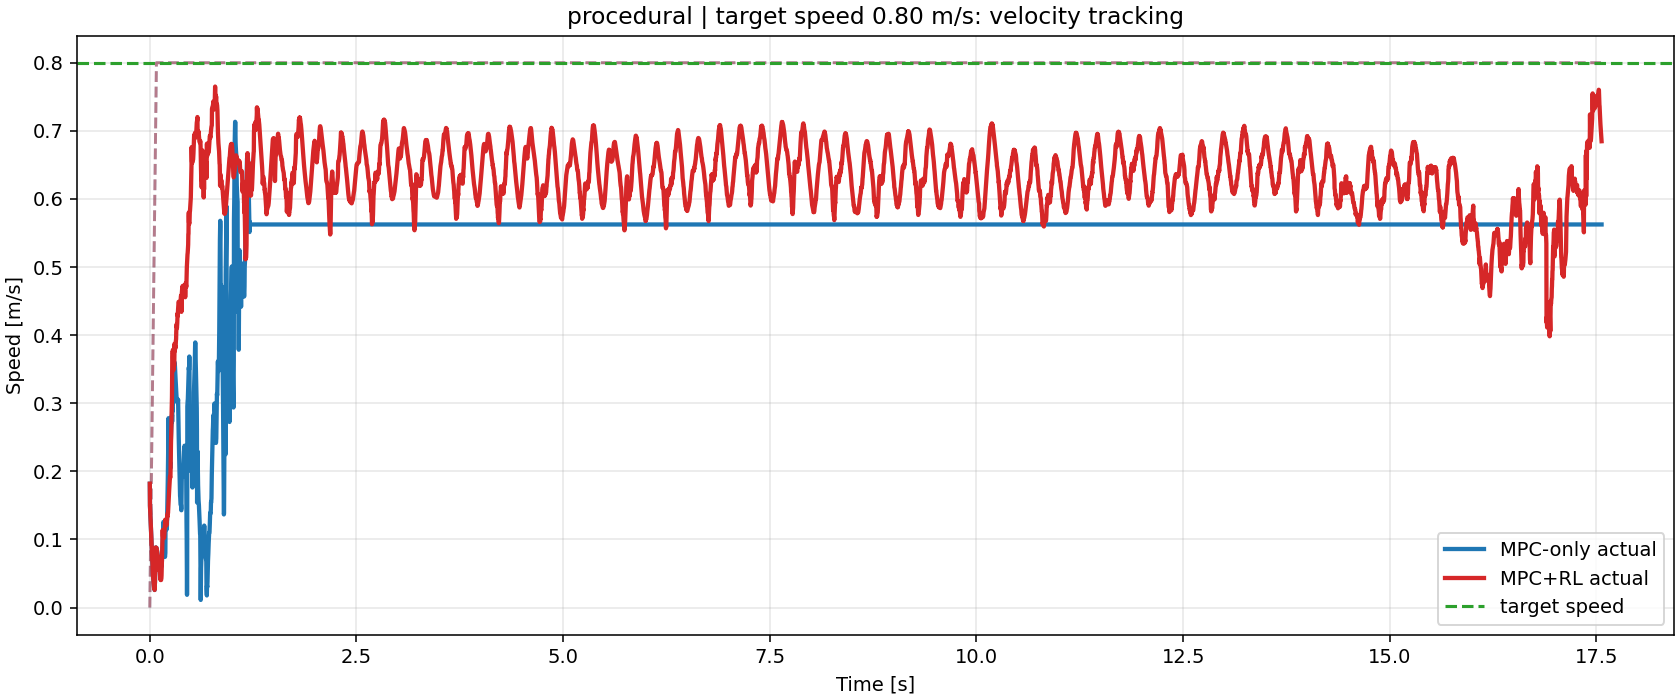 procedural | target speed 0.80 m/s: velocity tracking
Speed [m/s]
0.8
0.7
0.6
0.5
0.4
0.3
0.2
0.1
0.0
0.0 2.5 5.0 7.5 10.0 12.5 15.0 17.5
Time [s]
MPC-only actual
MPC+RL actual
target speed